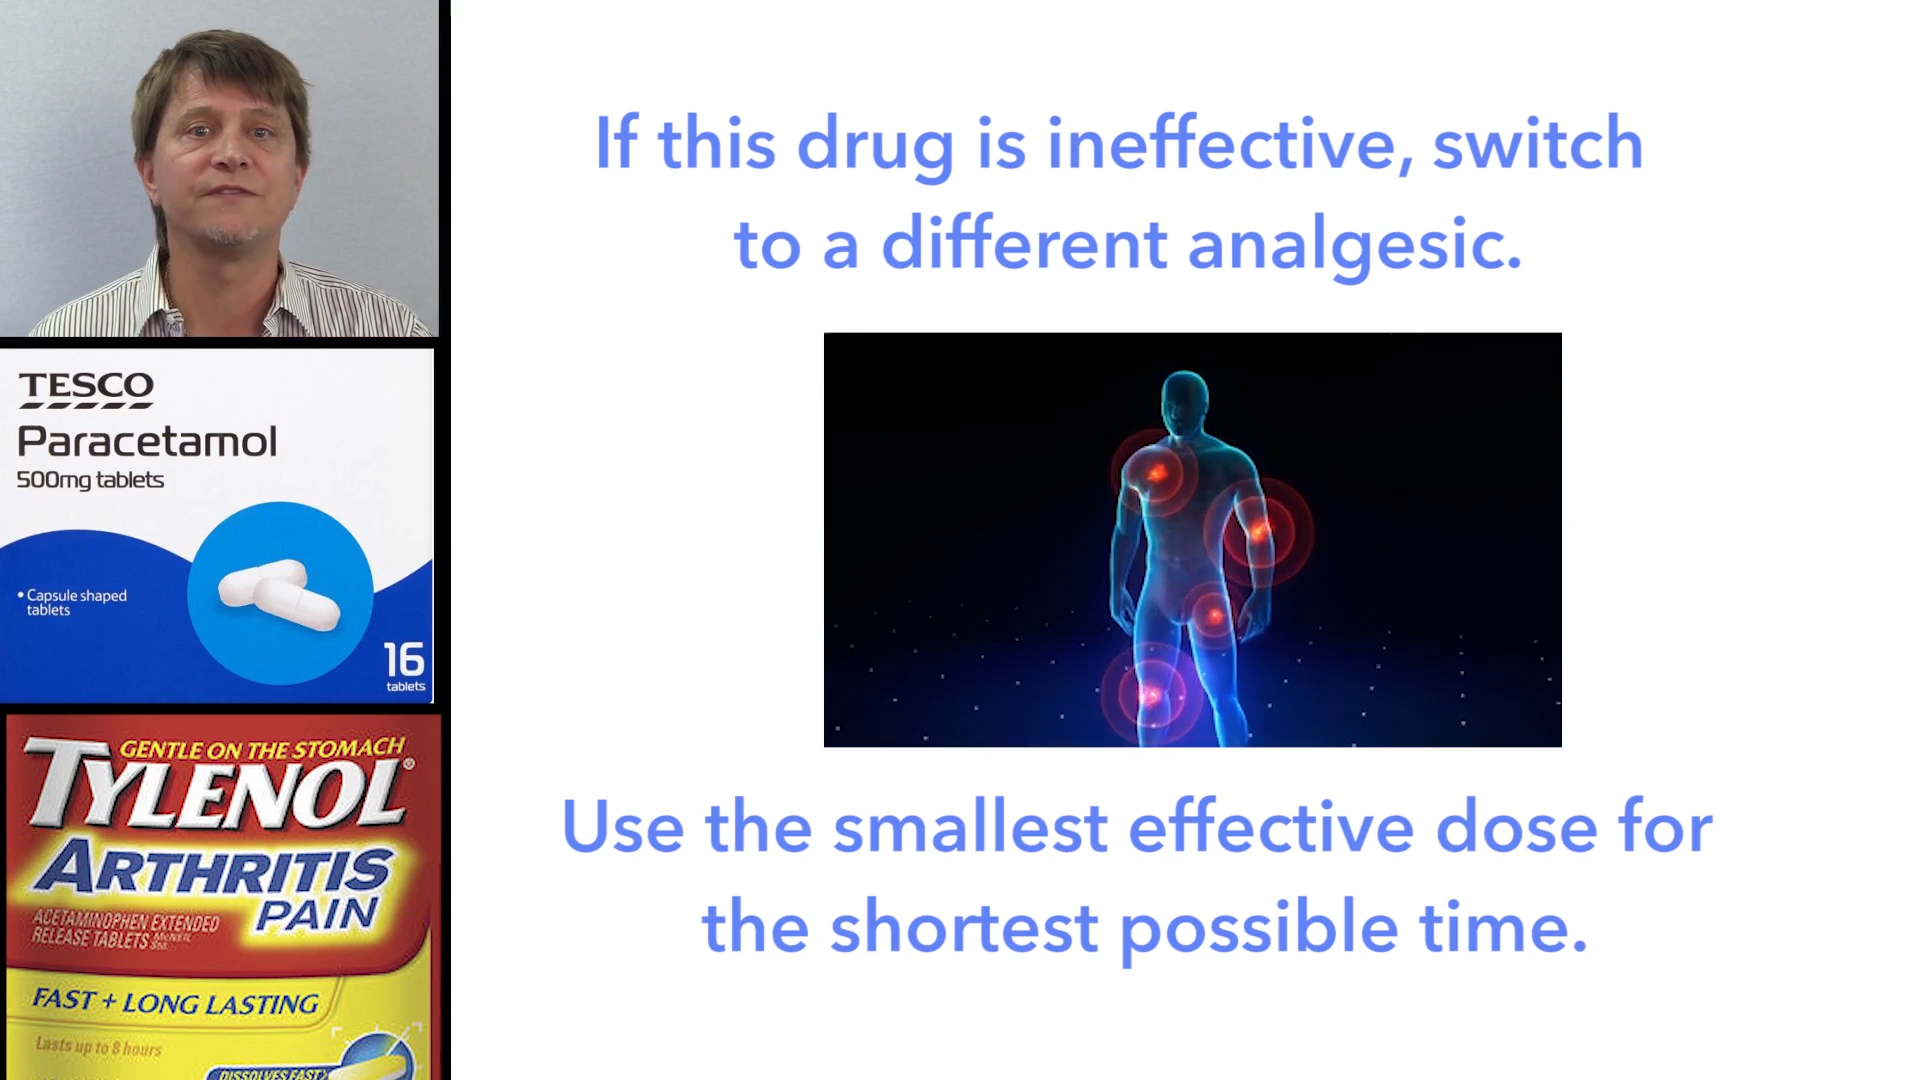 If this drug is ineffective, switch
to a different analgesic.
Use the smallest effective dose for
the shortest possible time.
TESCO
Paracetamol
500mg tablets
• Capsule shaped
tablets
16
tablets
GENTLE ON THE STOMACH
TYLENOL®
ARTHRITIS
PAIN
ACETAMINOPHEN EXTENDED
RELEASE TABLETS
FAST + LONG LASTING
Lasts up to 8 hours
DISSOLVES FAST